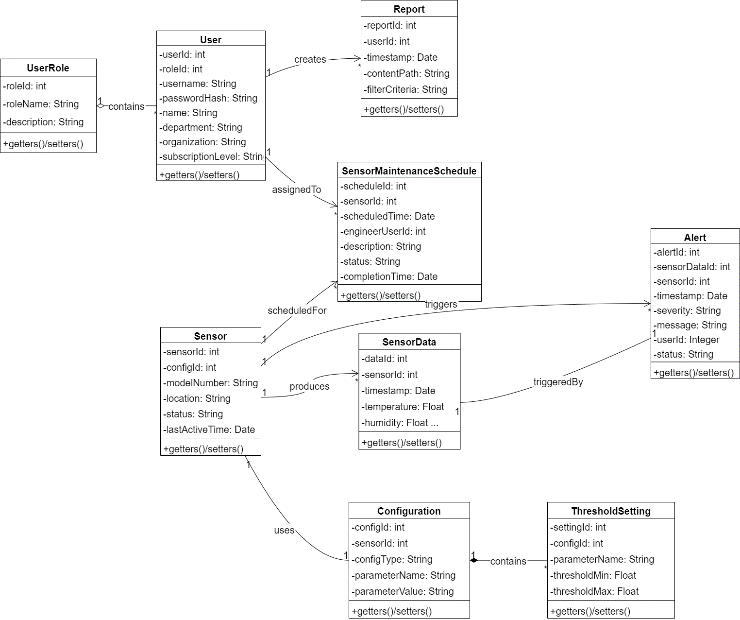 Report
-reportId: int
-userId: int
-timestamp: Date
-contentPath: String
-filterCriteria: String
+getters()/setters()
User
-userId: int
-roleId: int
-username: String
-passwordHash: String
-name: String
-department: String
-organization: String
-subscriptionLevel: Strin
+getters()/setters()
1
creates
*
UserRole
-roleId: int
-roleName: String
-description: String
+getters()/setters()
1
contains
*
1
assignedTo
*
SensorMaintenanceSchedule
-scheduleId: int
-sensorId: int
-scheduledTime: Date
-engineerUserId: int
-description: String
-status: String
-completionTime: Date
+getters()/setters()
Alert
-alertId: int
-sensorDataId: int
-sensorId: int
-timestamp: Date
-severity: String
-message: String
-userId: Integer
-status: String
+getters()/setters()
*
scheduledFor
1
triggers
1
*
Sensor
-sensorId: int
-configId: int
-modelNumber: String
-location: String
-status: String
-lastActiveTime: Date
+getters()/setters()
1
produces
*
SensorData
-dataId: int
-sensorId: int
-timestamp: Date
-temperature: Float
-humidity: Float ...
+getters()/setters()
1
triggeredBy
1
1
uses
1
Configuration
-configId: int
-sensorId: int
-configType: String
-parameterName: String
-parameterValue: String
+getters()/setters()
1
contains
*
ThresholdSetting
-settingId: int
-configId: int
-parameterName: String
-thresholdMin: Float
-thresholdMax: Float
+getters()/setters()